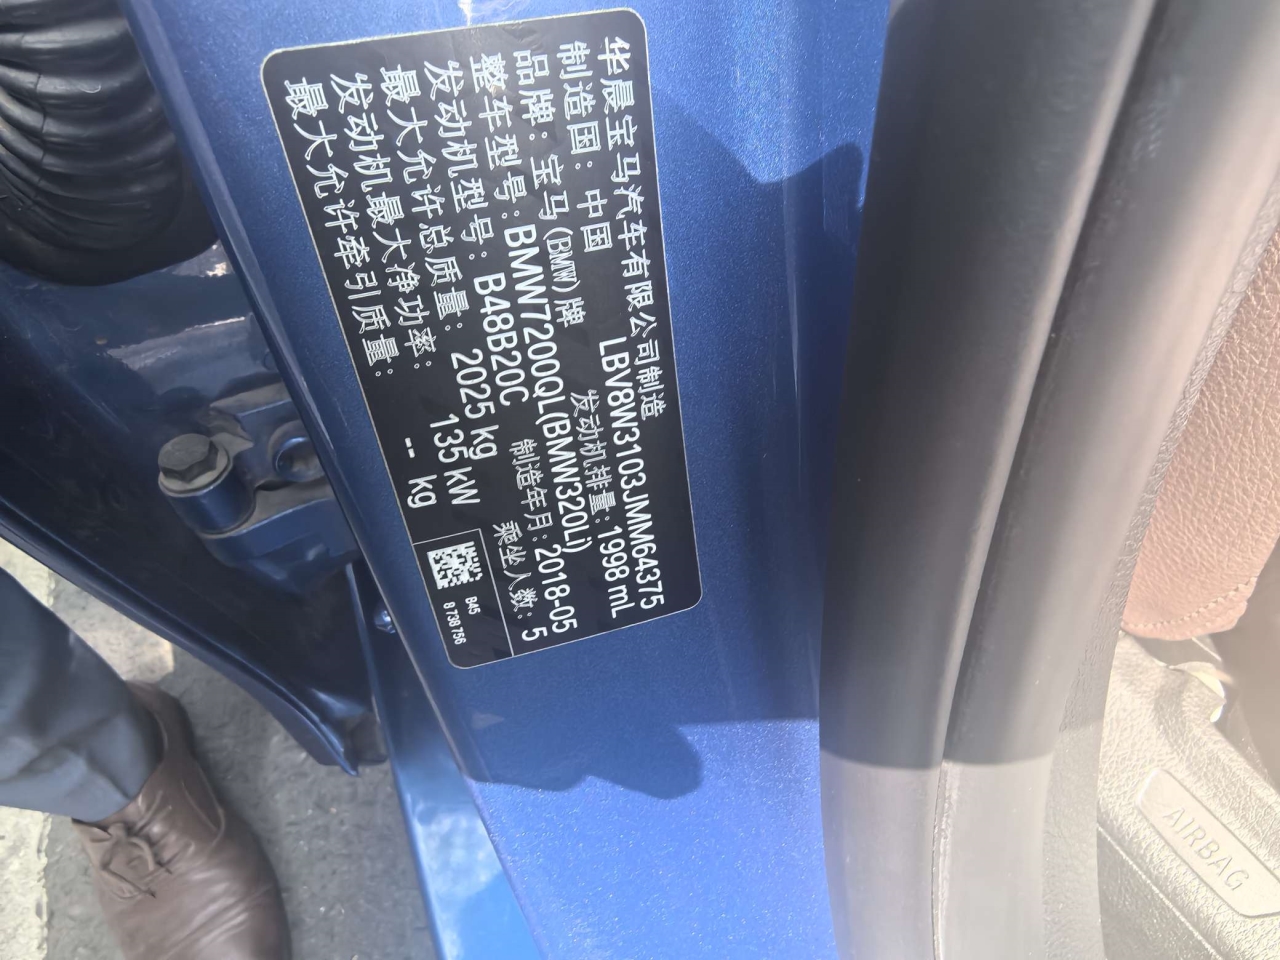 华晨宝马汽车有限公司制造
制造国: 中国 LBV8W3103JMM64375
品牌: 宝马(BMW)牌 发动机排量: 1998 mL
整车型号: BMW7200QL(BMW320Li)
发动机型号: B48B20C 制造年月: 2018-05
最大允许总质量: 2025 kg 乘坐人数: 5
发动机最大净功率: 135 kW
最大允许牵引质量: -- kg
B45
8 738 756
AIRBAG